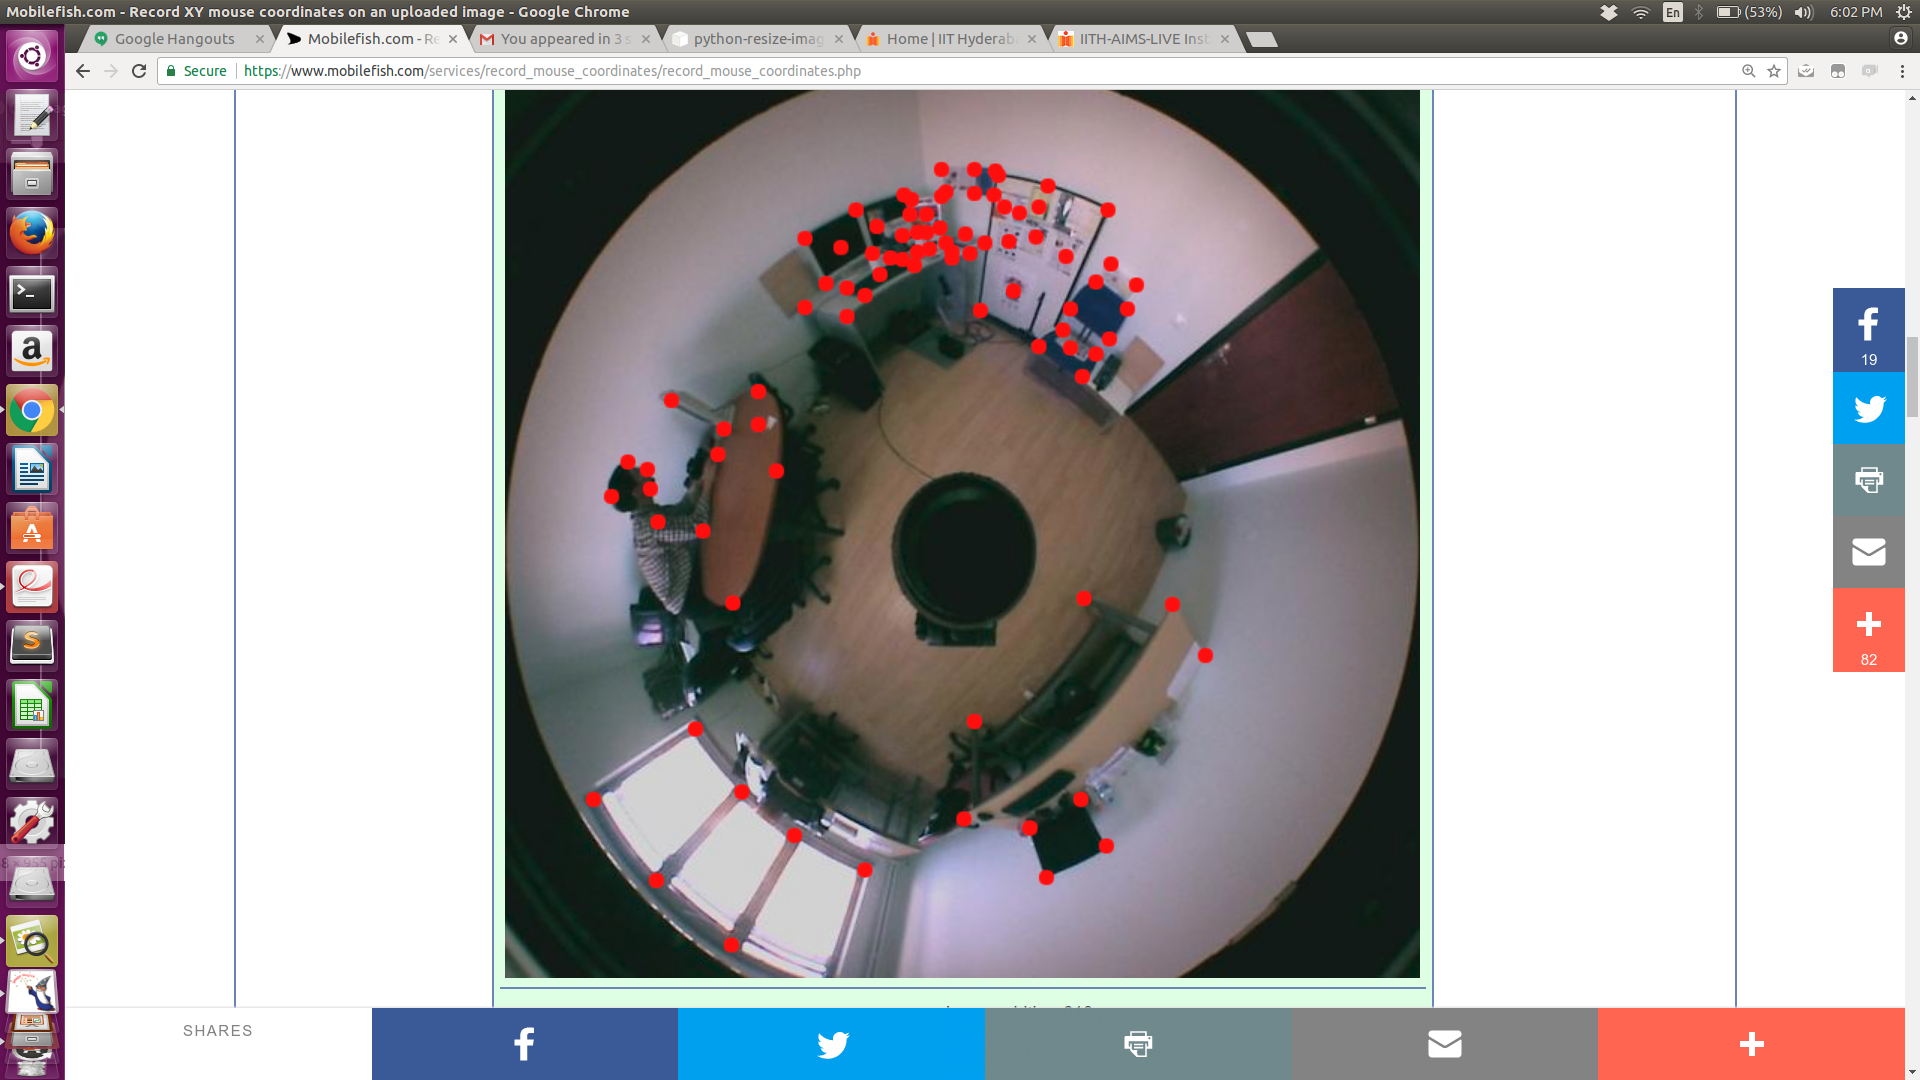 Mobilefish.com - Record XY mouse coordinates on an uploaded image - Google Chrome
En
(53%)
6:02 PM
Google Hangouts
Mobilefish.com - Re
You appeared in 3 s
python-resize-imag
Home | IIT Hyderab
IITH-AIMS-LIVE Inst
Secure
https://www.mobilefish.com/services/record_mouse_coordinates/record_mouse_coordinates.php
19
82
SHARES